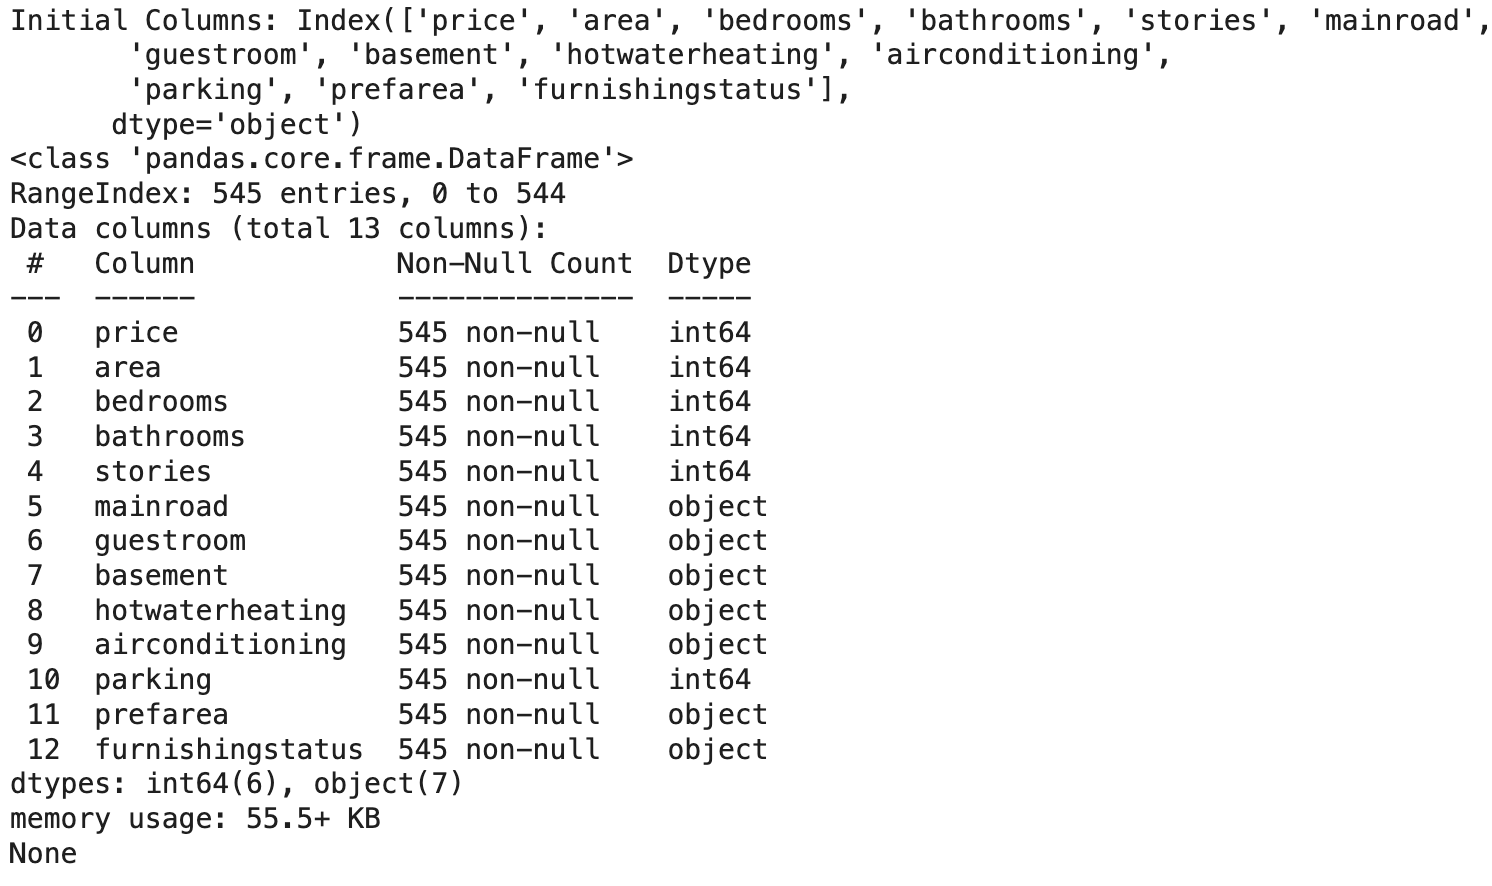 Initial Columns: Index(['price', 'area', 'bedrooms', 'bathrooms', 'stories', 'mainroad',
       'guestroom', 'basement', 'hotwaterheating', 'airconditioning',
       'parking', 'prefarea', 'furnishingstatus'],
      dtype='object')
<class 'pandas.core.frame.DataFrame'>
RangeIndex: 545 entries, 0 to 544
Data columns (total 13 columns):
 #   Column            Non-Null Count  Dtype 
---  ------            --------------  ----- 
 0   price             545 non-null    int64 
 1   area              545 non-null    int64 
 2   bedrooms          545 non-null    int64 
 3   bathrooms         545 non-null    int64 
 4   stories           545 non-null    int64 
 5   mainroad          545 non-null    object
 6   guestroom         545 non-null    object
 7   basement          545 non-null    object
 8   hotwaterheating   545 non-null    object
 9   airconditioning   545 non-null    object
 10  parking           545 non-null    int64 
 11  prefarea          545 non-null    object
 12  furnishingstatus  545 non-null    object
dtypes: int64(6), object(7)
memory usage: 55.5+ KB
None